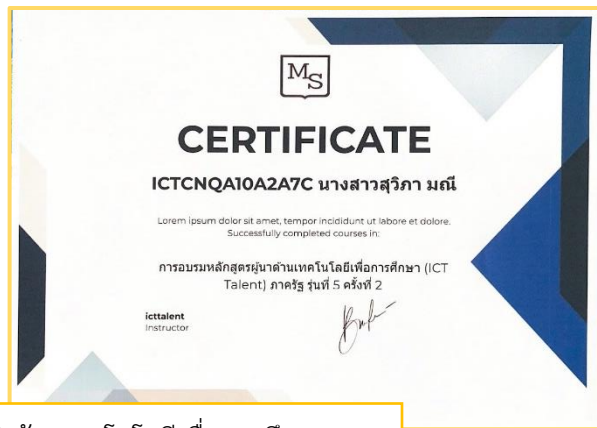 MS
CERTIFICATE
ICTCNQA10A2A7C นางสาวสุวิภา มณี
Lorem ipsum dolor sit amet, tempor incididunt ut labore et dolore.
Successfully completed courses in:
การอบรมหลักสูตรผู้นำด้านเทคโนโลยีเพื่อการศึกษา (ICT
Talent) ภาครัฐ รุ่นที่ 5 ครั้งที่ 2
icttalent
Instructor